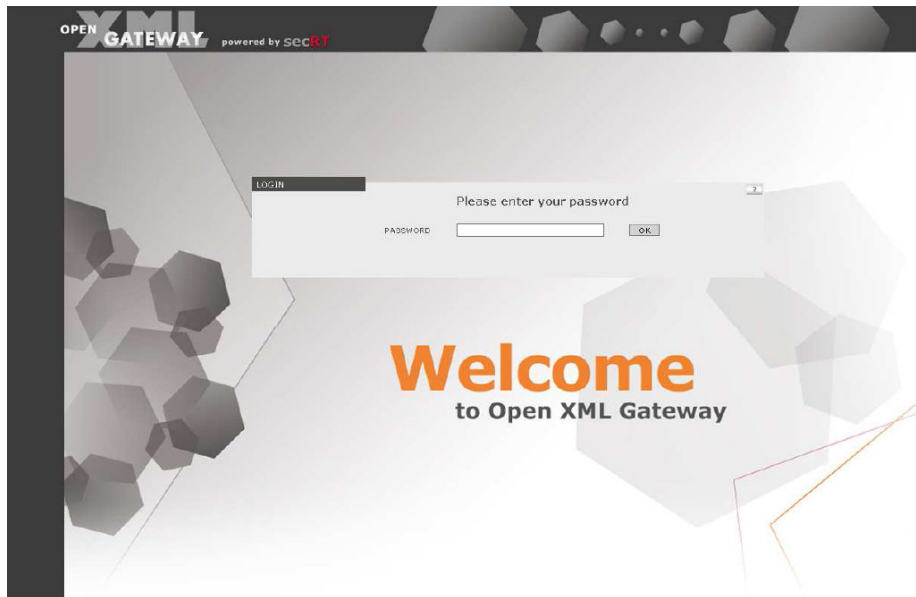 OPEN XML
GATEWAY powered by secRT
LOGIN
?
Please enter your password
PASSWORD
OK
Welcome
to Open XML Gateway